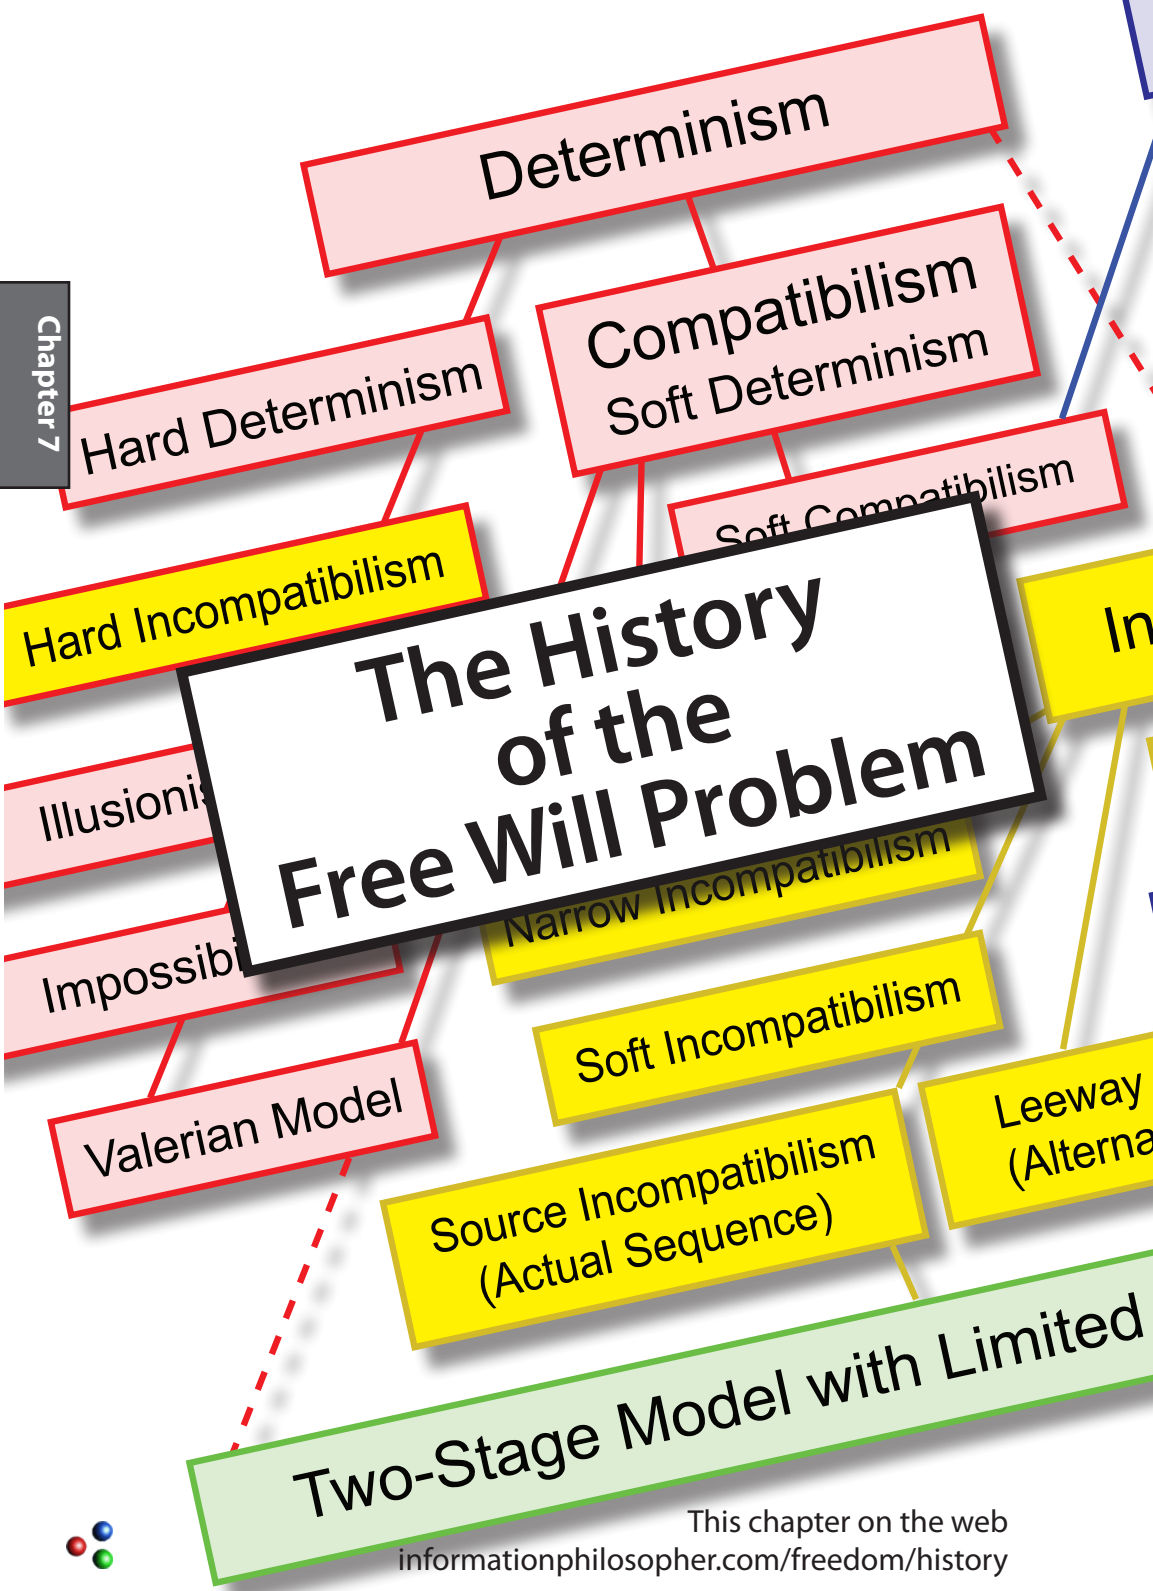 Determinism
Compatibilism
Soft Determinism
Chapter 7
Hard Determinism
Soft Compatibilism
Hard Incompatibilism
The History
of the
Free Will Problem
Narrow Incompatibilism
Soft Incompatibilism
Valerian Model
Leeway
Source Incompatibilism
(Actual Sequence)
Two-Stage Model with Limited
This chapter on the web
informationphilosopher.com/freedom/history